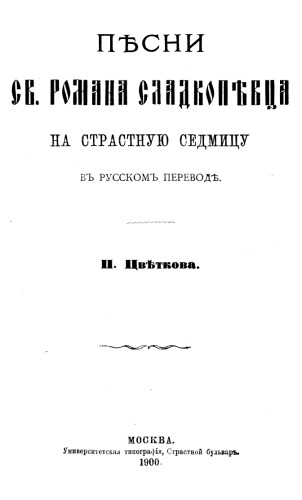 ПѢСНИ
СВ. РОМАНА СЛАДКОПѢВЦА
НА СТРАСТНУЮ СЕДМИЦУ
ВЪ РУССКОМЪ ПЕРЕВОДѢ.
П. Цвѣткова.
МОСКВА.
Университетская типографія, Страстной бульваръ.
1900.